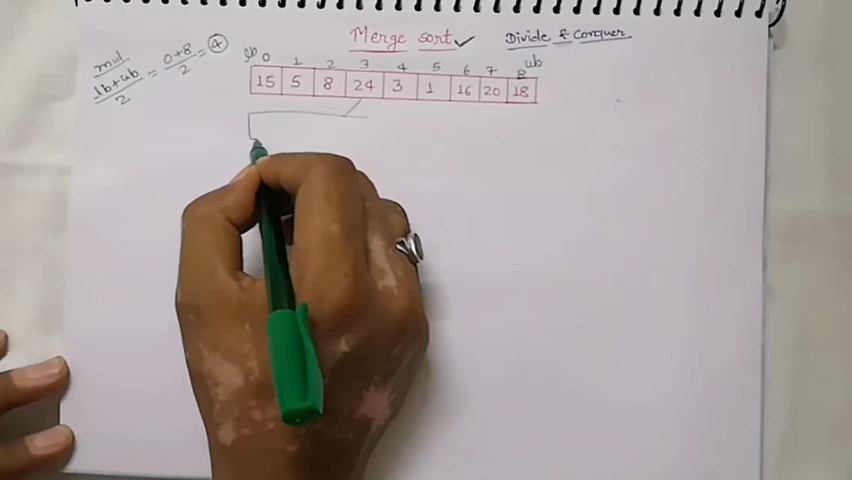 Merge sort ✓ Divide & Conquer
mid
lb+ub/2 = 0+8/2 = 4
lb ub
0 1 2 3 4 5 6 7 8
15 5 8 24 3 1 16 20 18